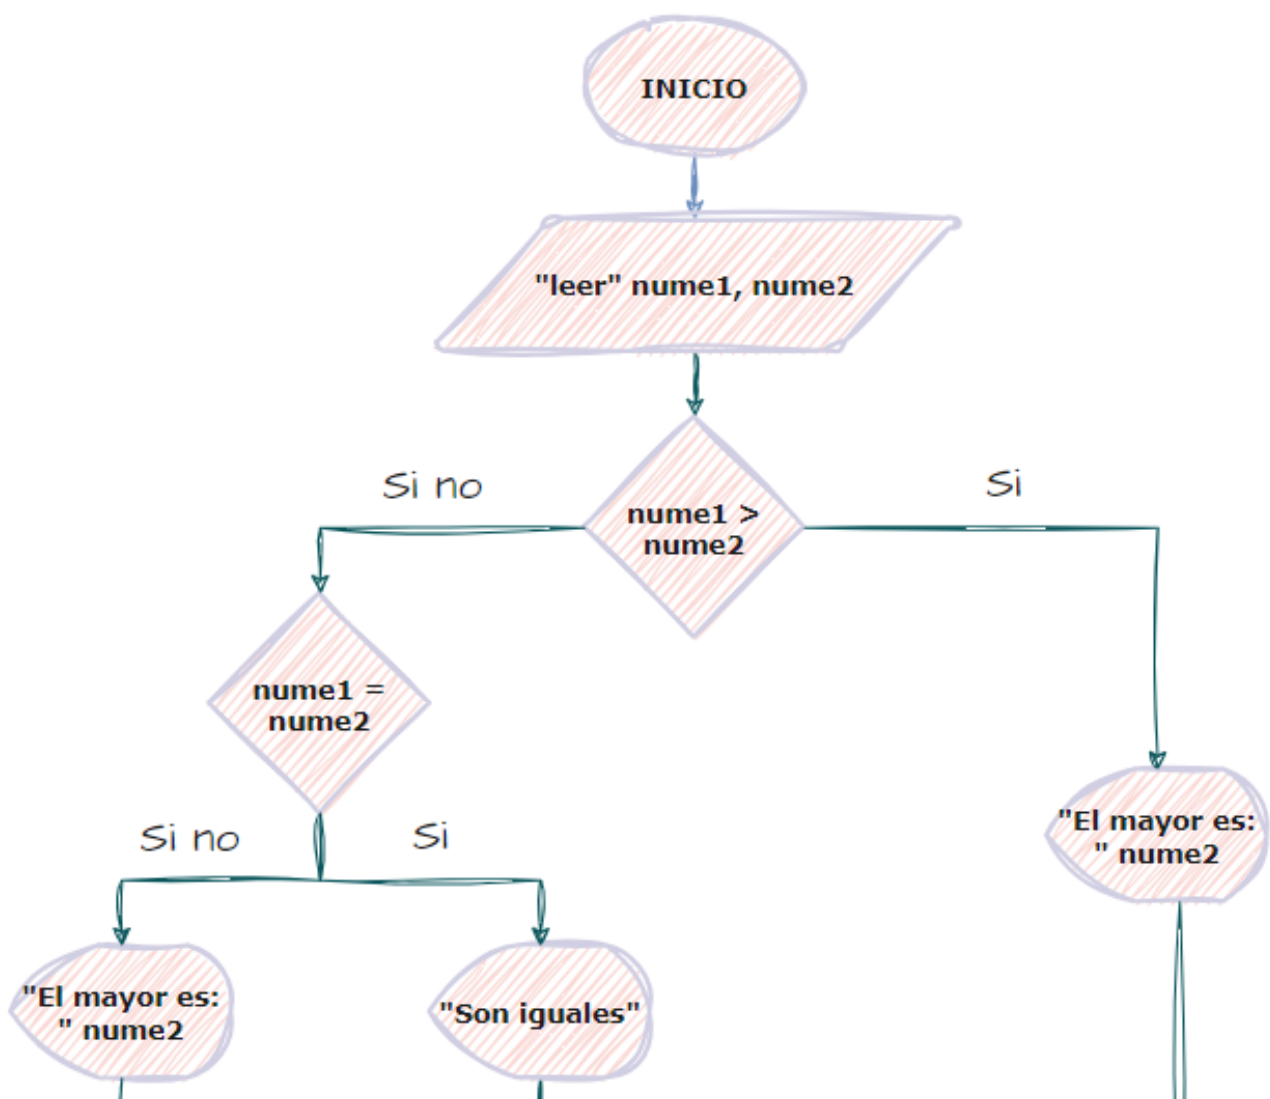 INICIO
"leer" nume1, nume2
Si no
Si
nume1 >
nume2
nume1 =
nume2
Si no
Si
"El mayor es:
" nume2
"El mayor es:
" nume2
"Son iguales"